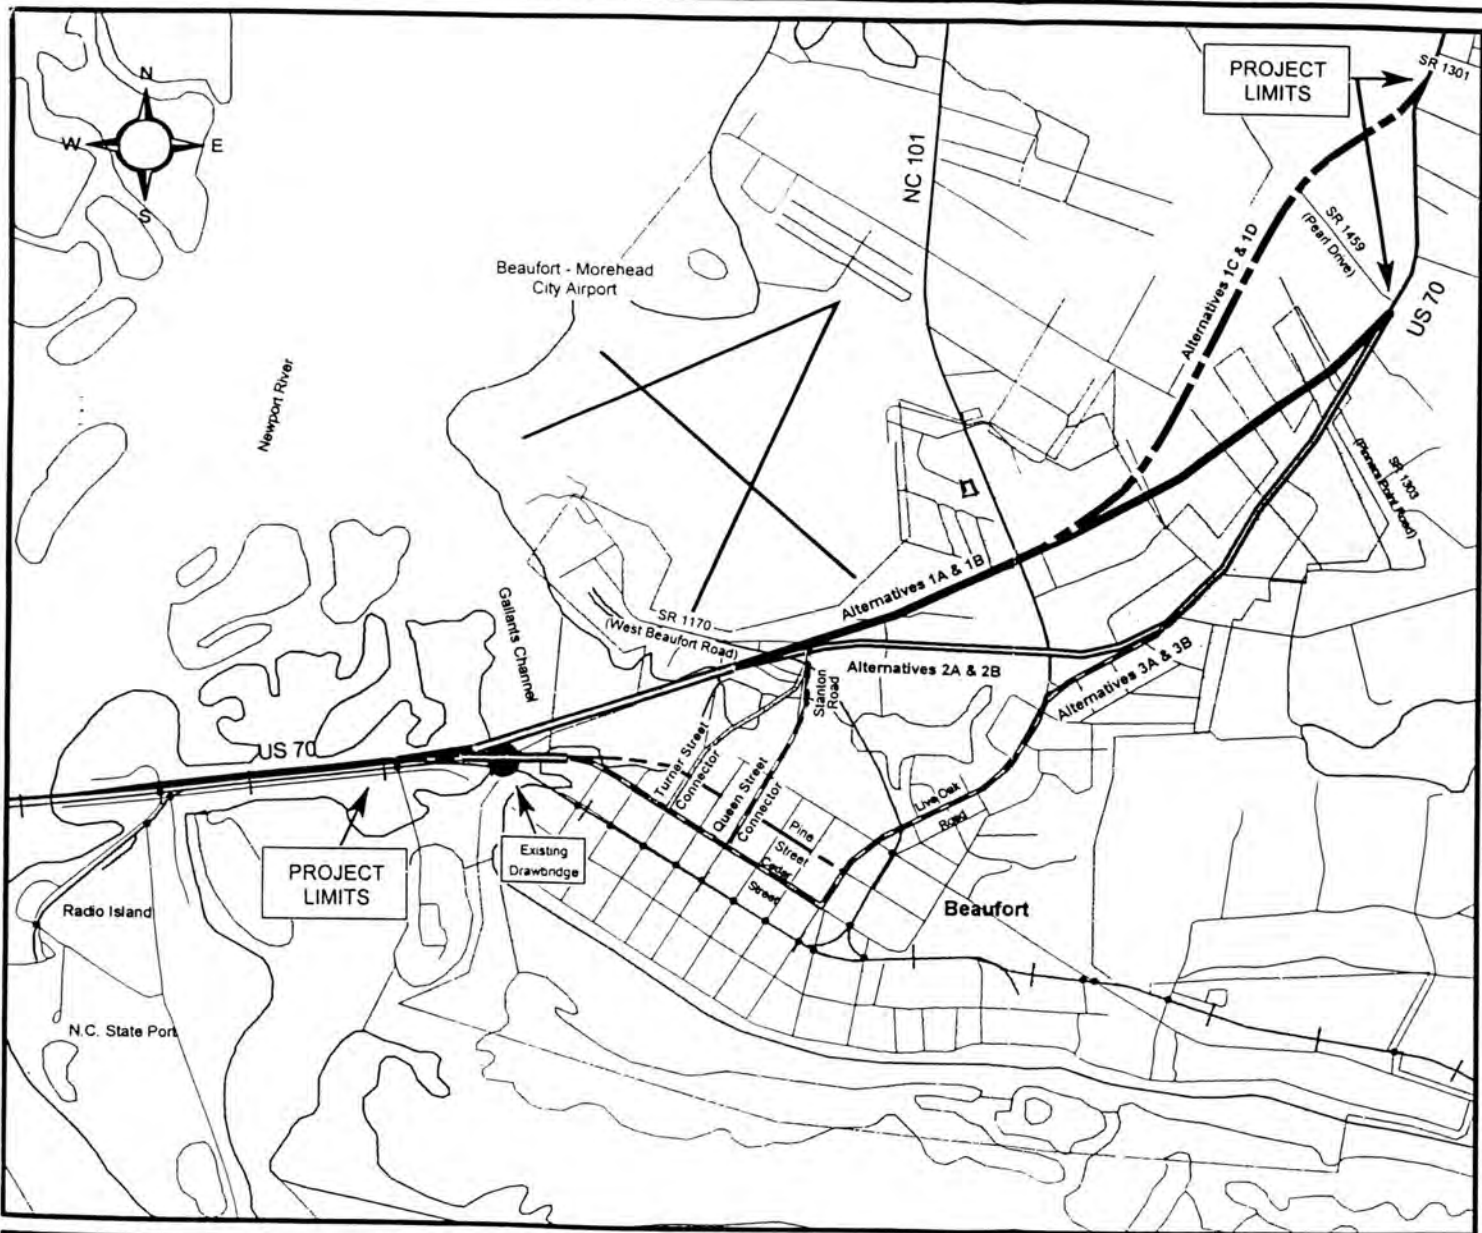 N
W
E
S
PROJECT
LIMITS
SR 1301
NC 101
SR 1459
(Pearl Drive)
Alternatives 1C & 1D
US 70
Beaufort - Morehead
City Airport
Newport River
SR 1303
Alternatives 1A & 1B
SR 1170
(West Beaufort Road)
Gallants Channel
Alternatives 2A & 2B
Alternatives 3A & 3B
Stanton
Road
US 70
Turner Street
Connector
Queen Street
Connector
Pine
Street
Live Oak
Road
Cedar
Street
Existing
Drawbridge
PROJECT
LIMITS
Radio Island
Beaufort
N.C. State Port